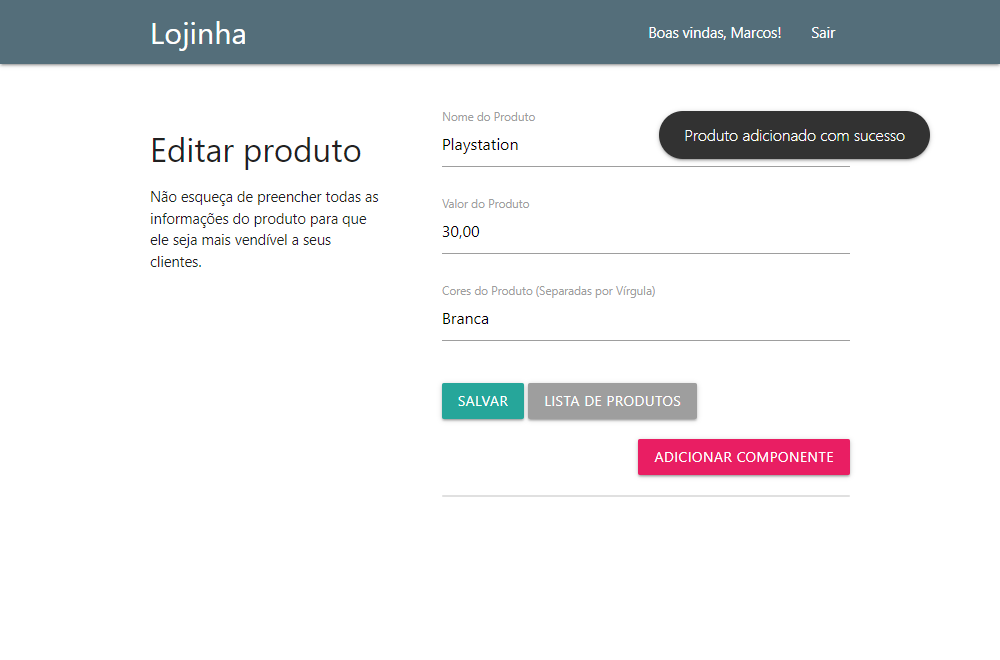 Lojinha
Boas vindas, Marcos!
Sair
Editar produto
Não esqueça de preencher todas as
informações do produto para que
ele seja mais vendível a seus
clientes.
Nome do Produto
Playstation
Produto adicionado com sucesso
Valor do Produto
30,00
Cores do Produto (Separadas por Vírgula)
Branca
SALVAR
LISTA DE PRODUTOS
ADICIONAR COMPONENTE